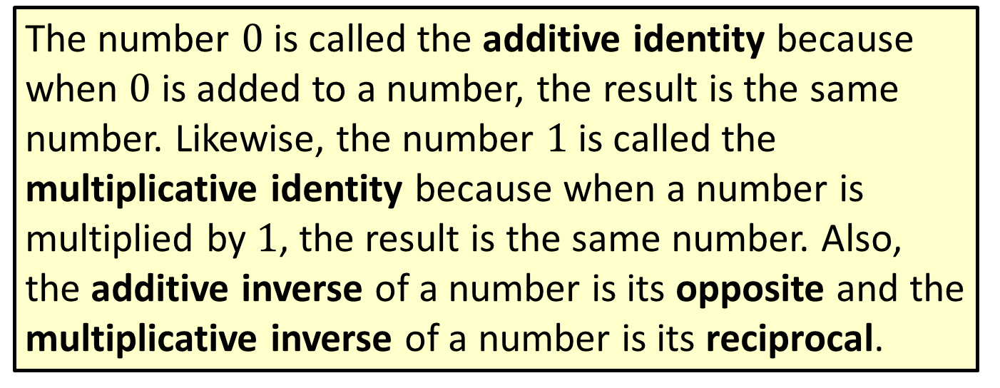 The number 0 is called the additive identity because
when 0 is added to a number, the result is the same
number. Likewise, the number 1 is called the
multiplicative identity because when a number is
multiplied by 1, the result is the same number. Also,
the additive inverse of a number is its opposite and the
multiplicative inverse of a number is its reciprocal.